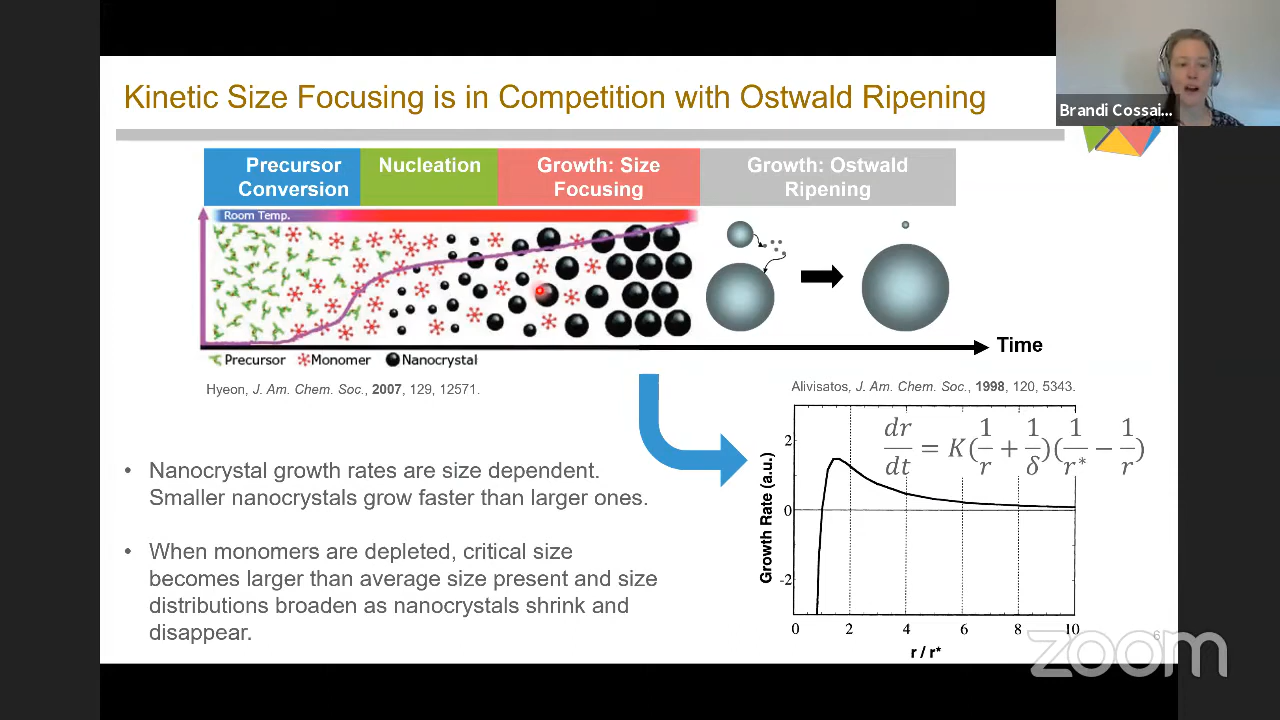 Kinetic Size Focusing is in Competition with Ostwald Ripening
Brandi Cossai...
Precursor
Conversion
Nucleation
Growth: Size
Focusing
Growth: Ostwald
Ripening
Room Temp.
Time
Precursor
Monomer
Nanocrystal
Hyeon, J. Am. Chem. Soc., 2007, 129, 12571.
Alivisatos, J. Am. Chem. Soc., 1998, 120, 5343.
dr/dt = K(1/r + 1/δ)(1/r* − 1/r)
Growth Rate (a.u.)
2
0
-2
0 2 4 6 8 10
r / r*
• Nanocrystal growth rates are size dependent.
Smaller nanocrystals grow faster than larger ones.
• When monomers are depleted, critical size
becomes larger than average size present and size
distributions broaden as nanocrystals shrink and
disappear.
6
zoom